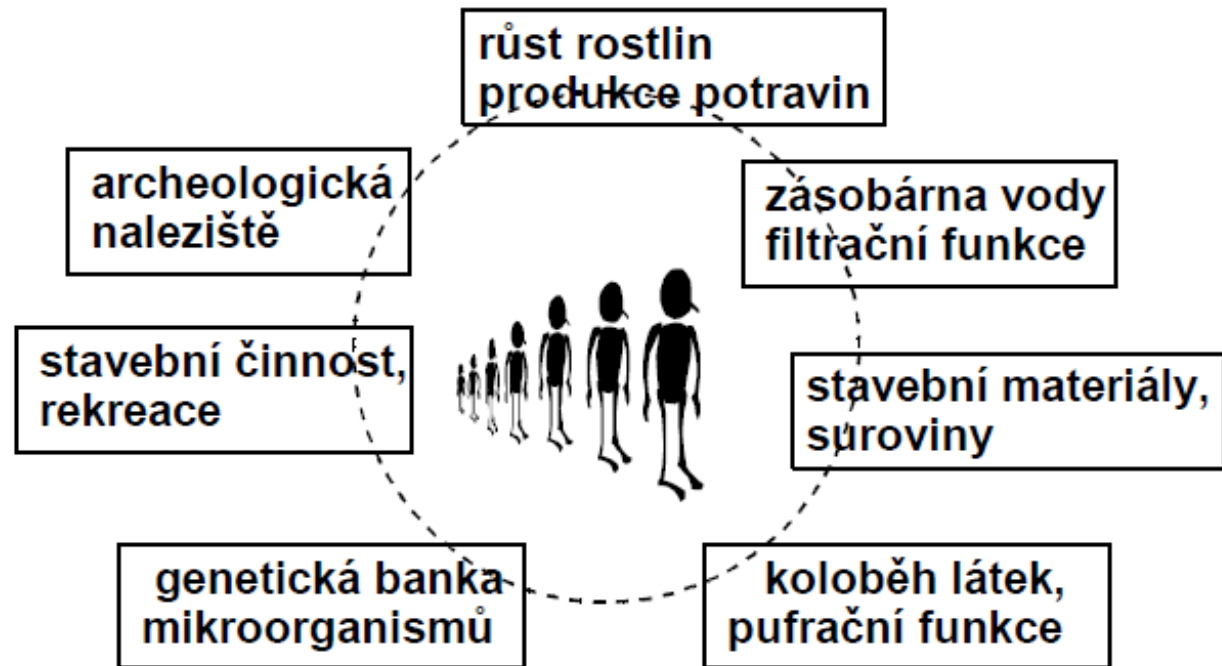 růst rostlin
produkce potravin
archeologická
naleziště
zásobárna vody
filtrační funkce
stavební činnost,
rekreace
stavební materiály,
suroviny
genetická banka
mikroorganismů
koloběh látek,
pufrační funkce